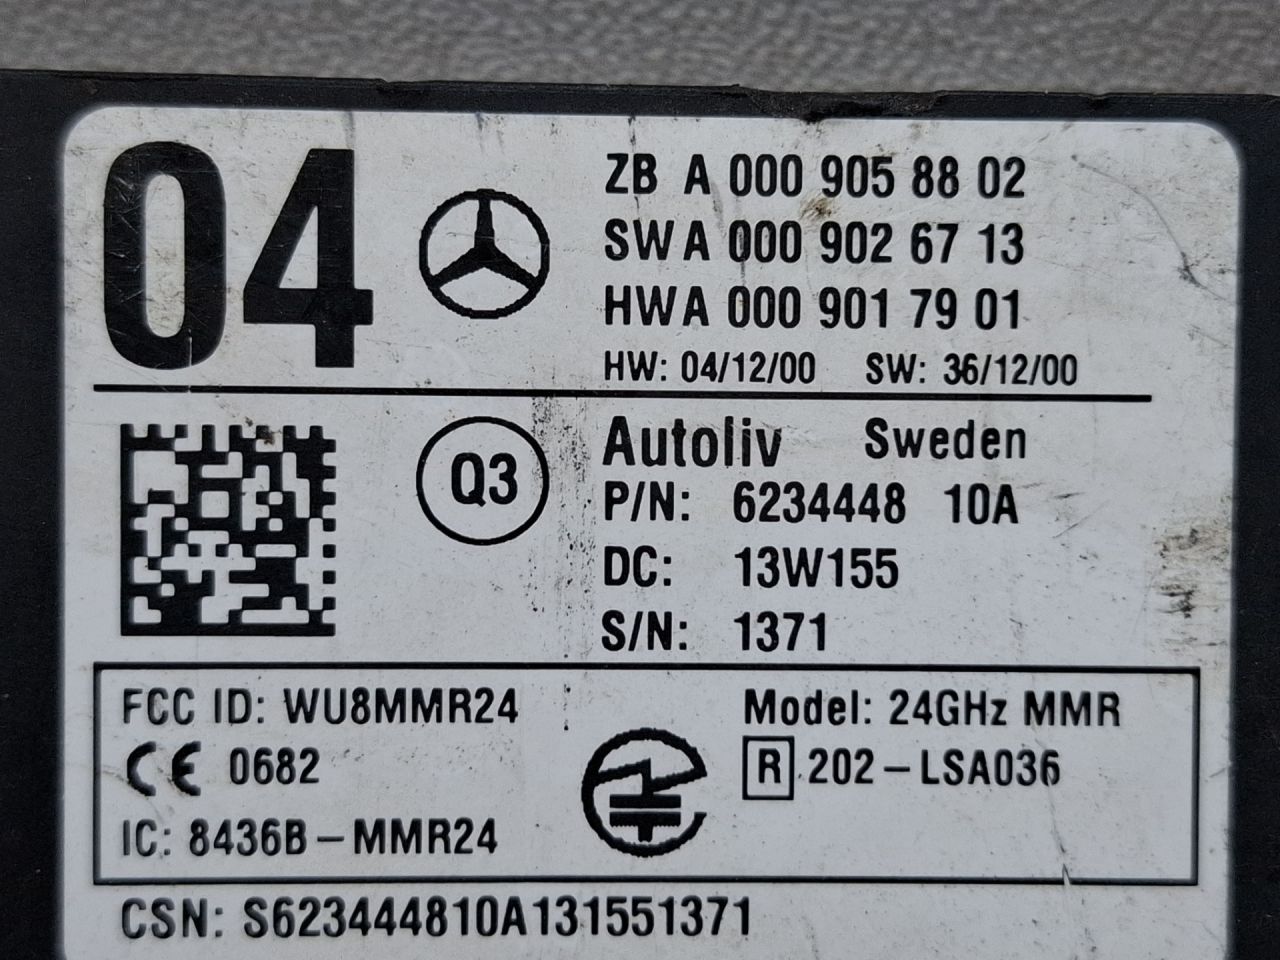 04
ZB A 000 905 88 02
SW A 000 902 67 13
HW A 000 901 79 01
HW: 04/12/00 SW: 36/12/00
Q3
Autoliv Sweden
P/N: 6234448 10A
DC: 13W155
S/N: 1371
FCC ID: WU8MMR24
CE 0682
IC: 8436B-MMR24
Model: 24GHz MMR
R 202-LSA036
CSN: S623444810A131551371